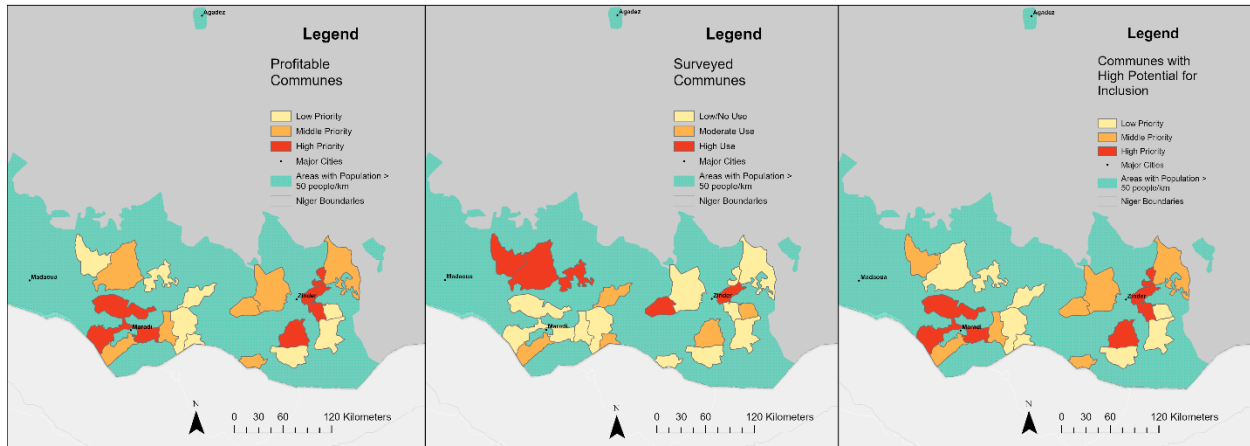 Agadez
Legend
Profitable
Communes
Low Priority
Middle Priority
High Priority
Major Cities
Areas with Population >
50 people/km
Niger Boundaries
Madaoua
Zinder
Maradi
0 30 60 120 Kilometers
N
Agadez
Legend
Surveyed
Communes
Low/No Use
Moderate Use
High Use
Major Cities
Areas with Population >
50 people/km
Niger Boundaries
Madaoua
Zinder
Maradi
0 30 60 120 Kilometers
N
Agadez
Legend
Communes with
High Potential for
Inclusion
Low Priority
Middle Priority
High Priority
Major Cities
Areas with Population >
50 people/km
Niger Boundaries
Madaoua
Zinder
Maradi
0 30 60 120 Kilometers
N